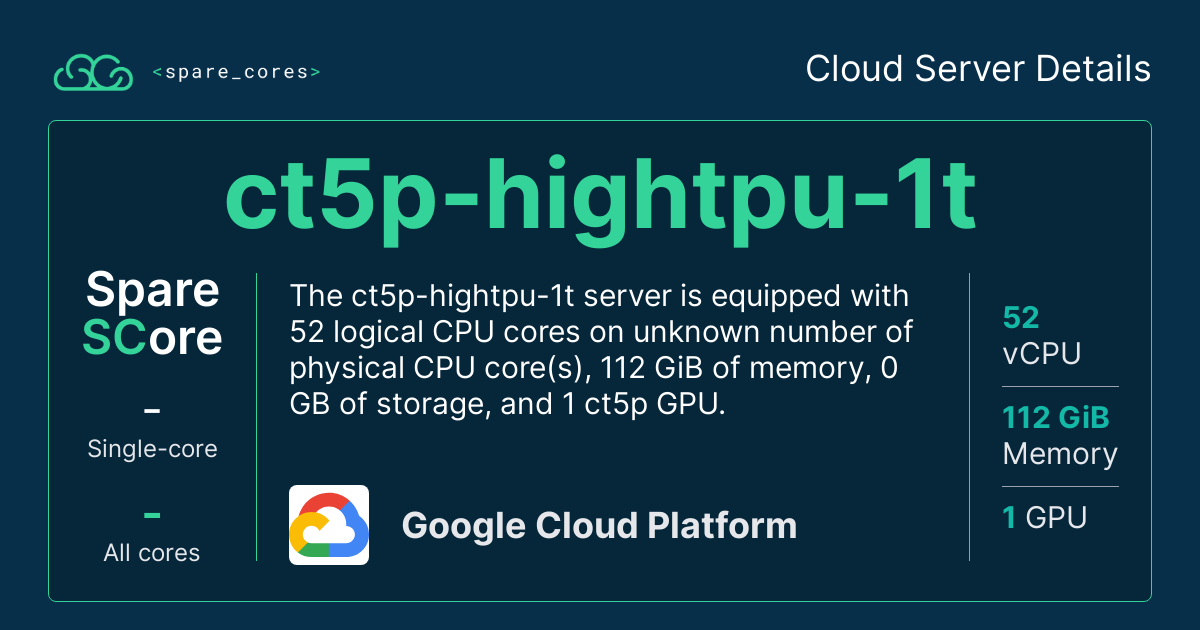 <spare_cores>
Cloud Server Details
ct5p-hightpu-1t
Spare
SCore
–
Single-core
–
All cores
The ct5p-hightpu-1t server is equipped with
52 logical CPU cores on unknown number of
physical CPU core(s), 112 GiB of memory, 0
GB of storage, and 1 ct5p GPU.
Google Cloud Platform
52
vCPU
112 GiB
Memory
1 GPU